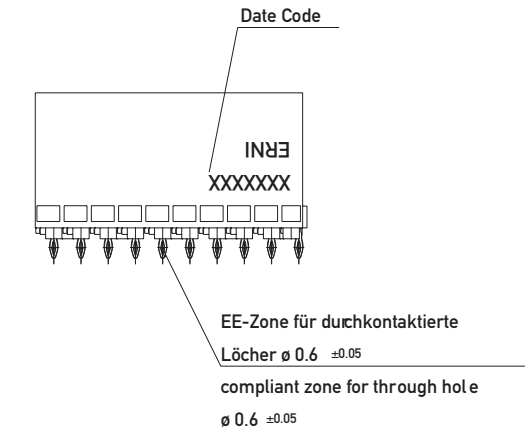 Date Code
ERNI
XXXXXXX
EE-Zone für durchkontaktierte
Löcher ø 0.6 ±0.05
compliant zone for through hole
ø 0.6 ±0.05